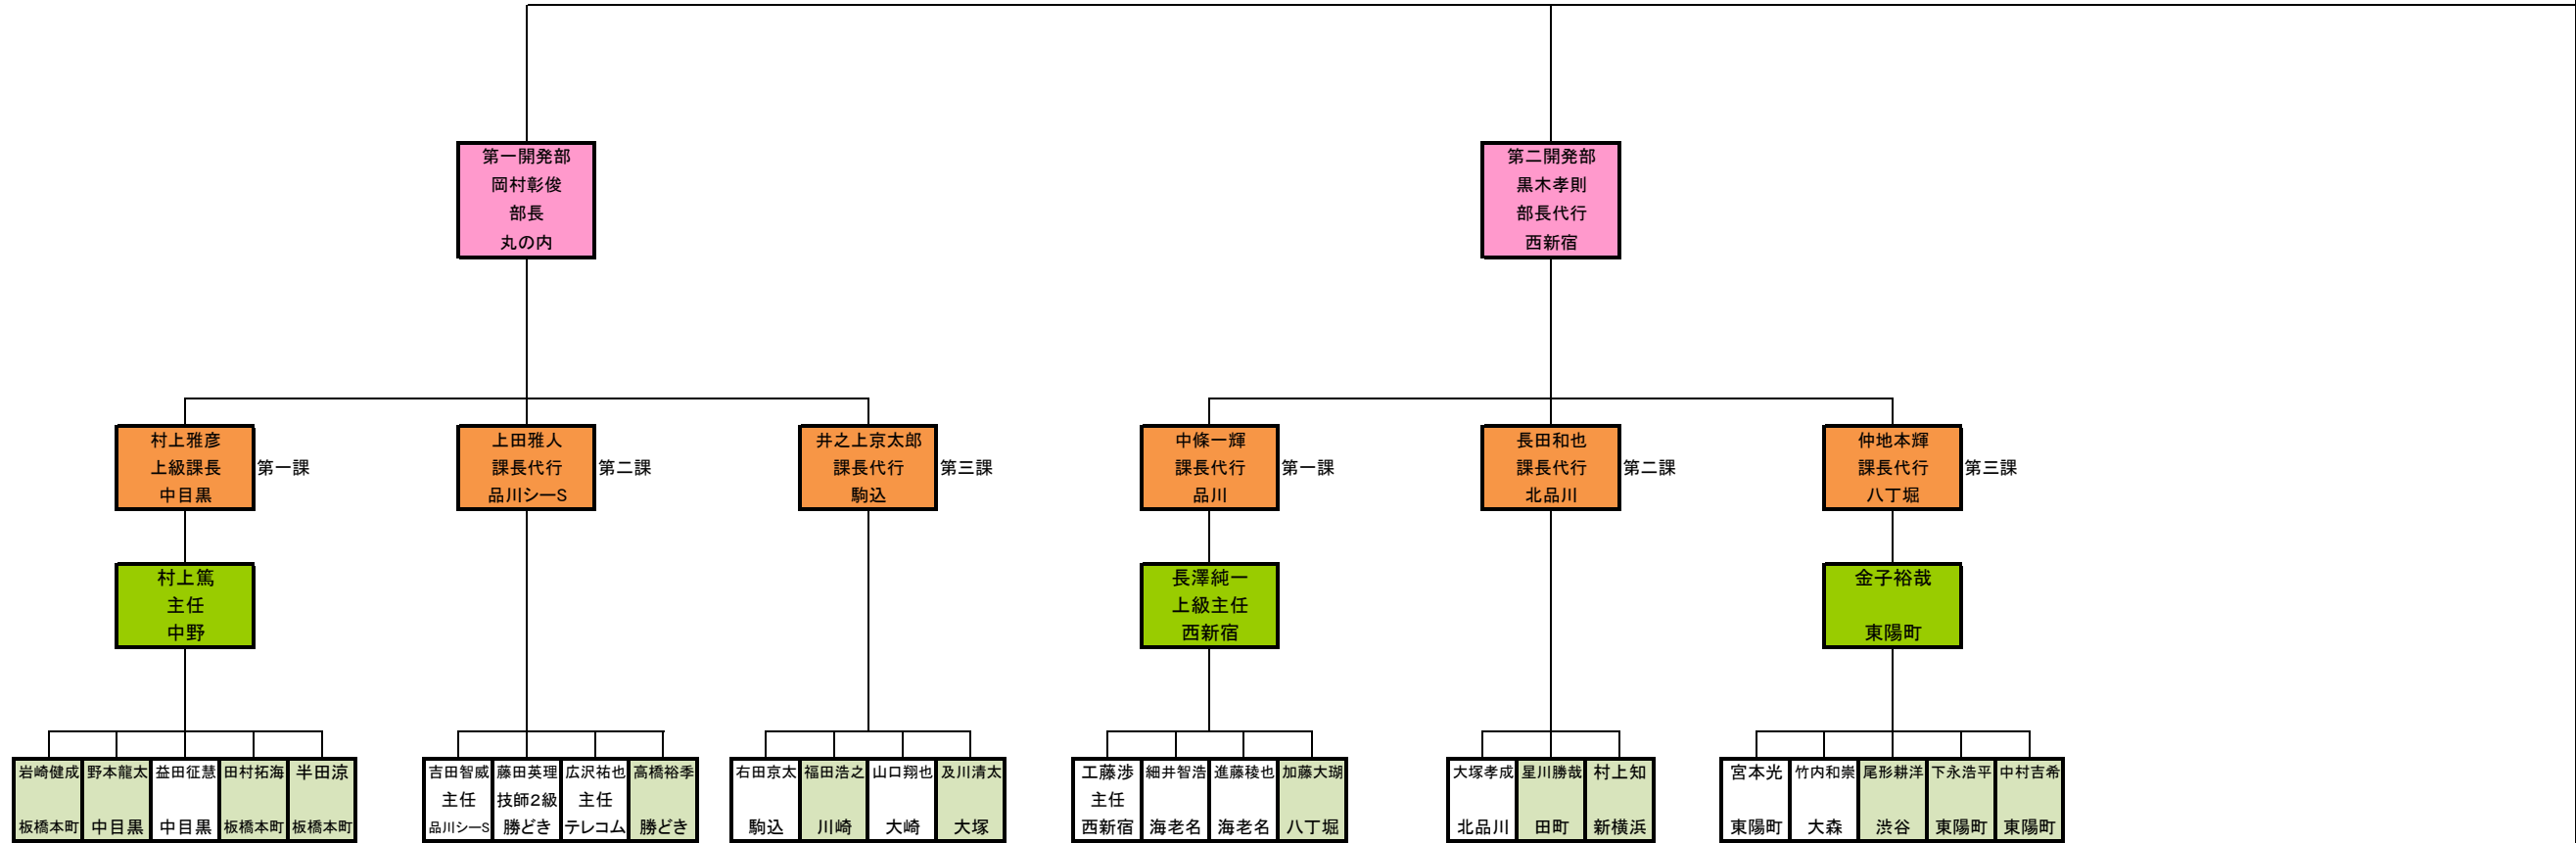 第一開発部
岡村彰俊
部長
丸の内
第二開発部
黒木孝則
部長代行
西新宿
村上雅彦
上級課長
中目黒
第一課
上田雅人
課長代行
品川シーS
第二課
井之上京太郎
課長代行
駒込
第三課
中條一輝
課長代行
品川
第一課
長田和也
課長代行
北品川
第二課
仲地本輝
課長代行
八丁堀
第三課
村上篤
主任
中野
長澤純一
上級主任
西新宿
金子裕哉
東陽町
岩崎健成
板橋本町
野本龍太
中目黒
益田征慧
中目黒
田村拓海
板橋本町
半田涼
板橋本町
吉田智威
主任
品川シーS
藤田英理
技師2級
勝どき
広沢祐也
主任
テレコム
高橋裕季
勝どき
右田京太
駒込
福田浩之
川崎
山口翔也
大崎
及川清太
大塚
工藤渉
主任
西新宿
細井智浩
海老名
進藤稜也
海老名
加藤大瑚
八丁堀
大塚孝成
北品川
星川勝哉
田町
村上知
新横浜
宮本光
東陽町
竹内和崇
大森
尾形耕洋
渋谷
下永浩平
東陽町
中村吉希
東陽町